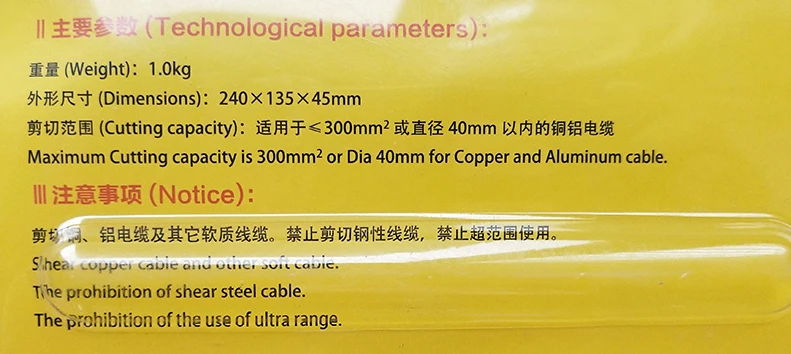 II 主要参数 (Technological parameters):
重量 (Weight): 1.0kg
外形尺寸 (Dimensions): 240×135×45mm
剪切范围 (Cutting capacity): 适用于≤300mm² 或直径 40mm 以内的铜铝电缆
Maximum Cutting capacity is 300mm² or Dia 40mm for Copper and Aluminum cable.
III 注意事项 (Notice):
剪切铜、铝电缆及其它软质线缆。禁止剪切钢性线缆，禁止超范围使用。
Shear copper cable and other soft cable.
The prohibition of shear steel cable.
The prohibition of the use of ultra range.